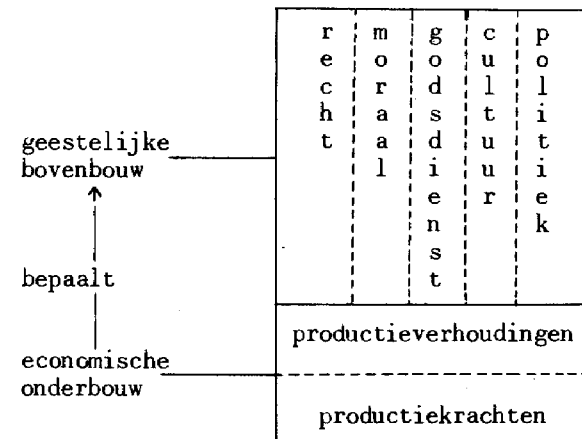 recht
moraal
godsdienst
cultuur
politiek
geestelijke
bovenbouw
bepaalt
economische
onderbouw
productieverhoudingen
productiekrachten